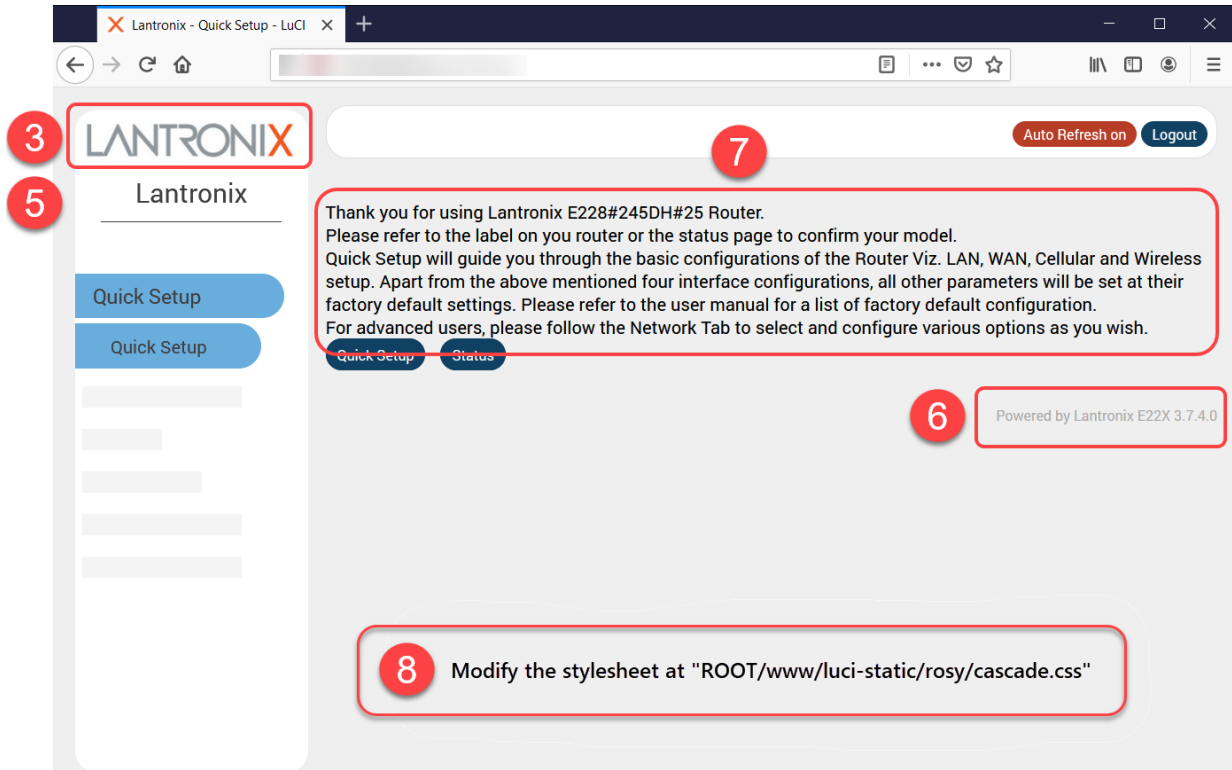 Lantronix - Quick Setup - LuCI
3
LANTRONIX
Auto Refresh on
Logout
7
5
Lantronix
Thank you for using Lantronix E228#245DH#25 Router.
Please refer to the label on you router or the status page to confirm your model.
Quick Setup will guide you through the basic configurations of the Router Viz. LAN, WAN, Cellular and Wireless
setup. Apart from the above mentioned four interface configurations, all other parameters will be set at their
factory default settings. Please refer to the user manual for a list of factory default configuration.
For advanced users, please follow the Network Tab to select and configure various options as you wish.
Quick Setup
Status
Quick Setup
Quick Setup
6
Powered by Lantronix E22X 3.7.4.0
8
Modify the stylesheet at "ROOT/www/luci-static/rosy/cascade.css"